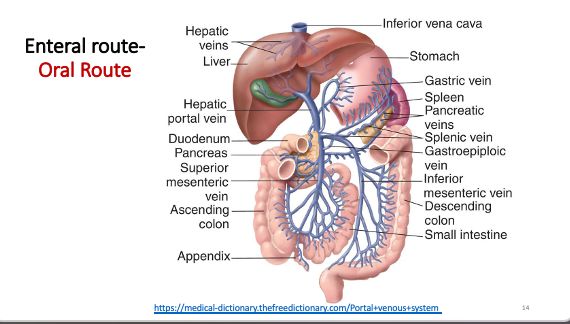 Enteral route-
Oral Route
Hepatic
veins
Liver
Hepatic
portal vein
Duodenum
Pancreas
Superior
mesenteric
vein
Ascending
colon
Appendix
Inferior vena cava
Stomach
Gastric vein
Spleen
Pancreatic
veins
Splenic vein
Gastroepiploic
vein
Inferior
mesenteric vein
Descending
colon
Small intestine
https://medical-dictionary.thefreedictionary.com/Portal+venous+system
14